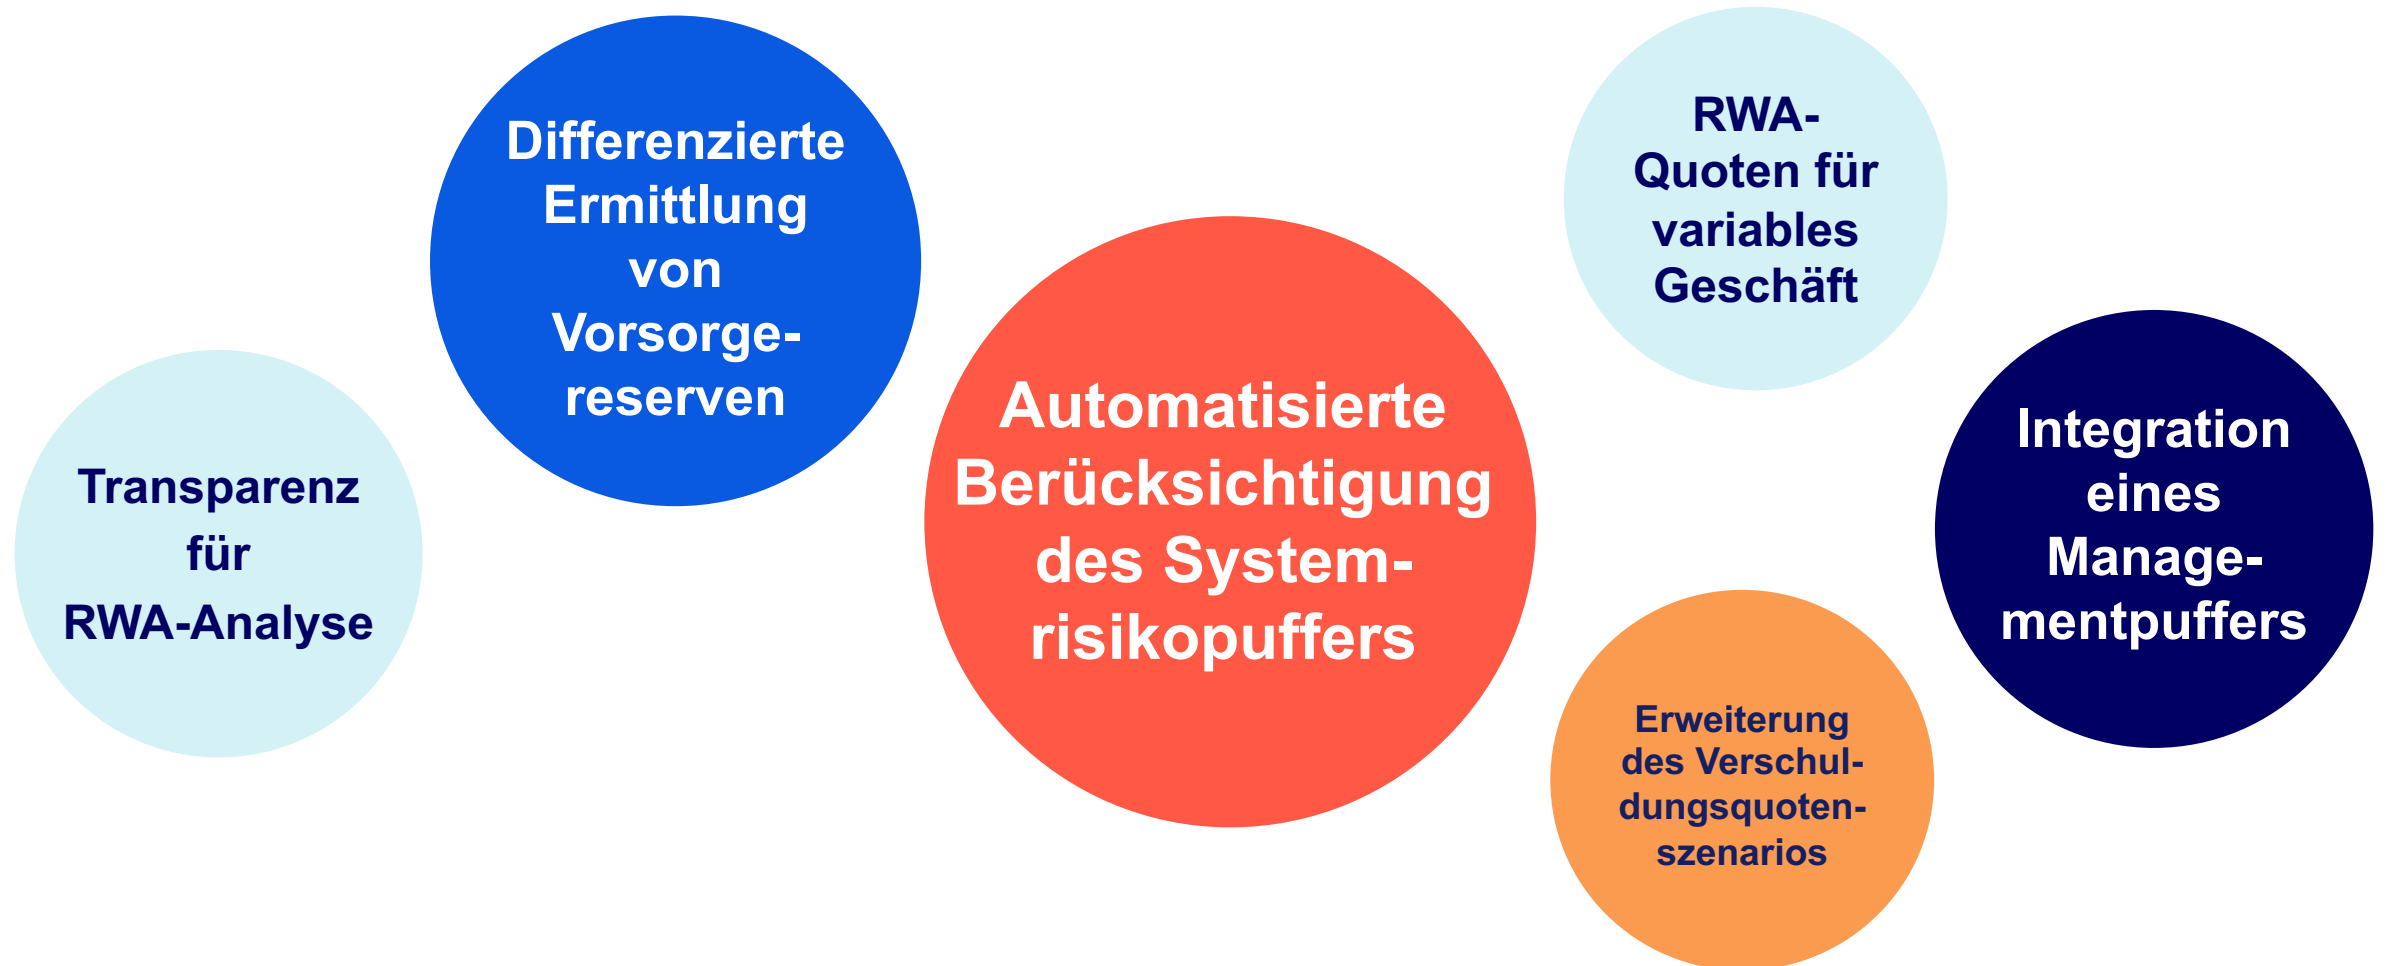 Transparenz
für
RWA-Analyse
Differenzierte
Ermittlung
von
Vorsorge-
reserven
Automatisierte
Berücksichtigung
des System-
risikopuffers
RWA-
Quoten für
variables
Geschäft
Erweiterung
des Verschul-
dungsquoten-
szenarios
Integration
eines
Manage-
mentpuffers